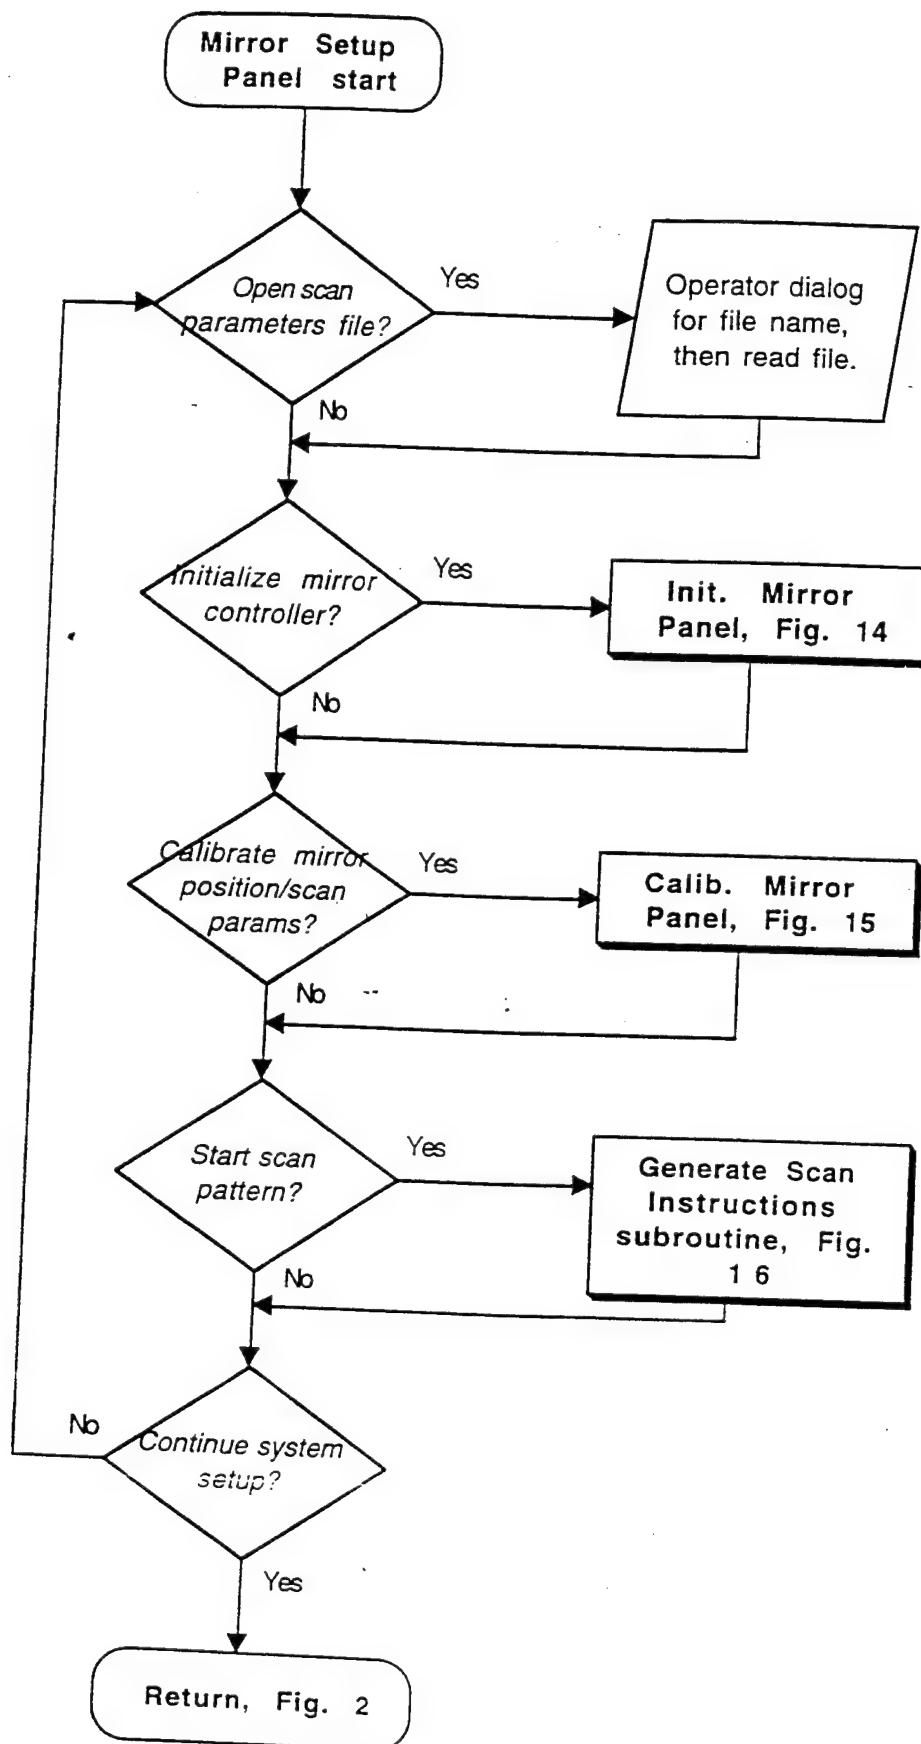 Mirror Setup
Panel start
Open scan
parameters file?
Yes
Operator dialog
for file name,
then read file.
No
Initialize mirror
controller?
Yes
Init. Mirror
Panel, Fig. 14
No
Calibrate mirror
position/scan
params?
Yes
Calib. Mirror
Panel, Fig. 15
No
Start scan
pattern?
Yes
Generate Scan
Instructions
subroutine, Fig.
16
No
No
Continue system
setup?
Yes
Return, Fig. 2